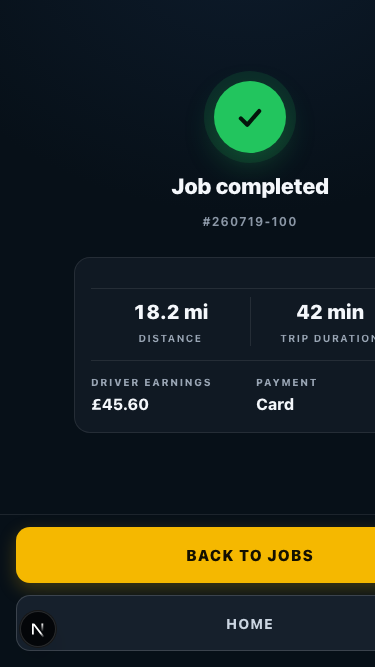 Job completed
#260719-100
18.2 mi
42 min
DISTANCE
TRIP DURATION
DRIVER EARNINGS
PAYMENT
£45.60
Card
BACK TO JOBS
HOME
N